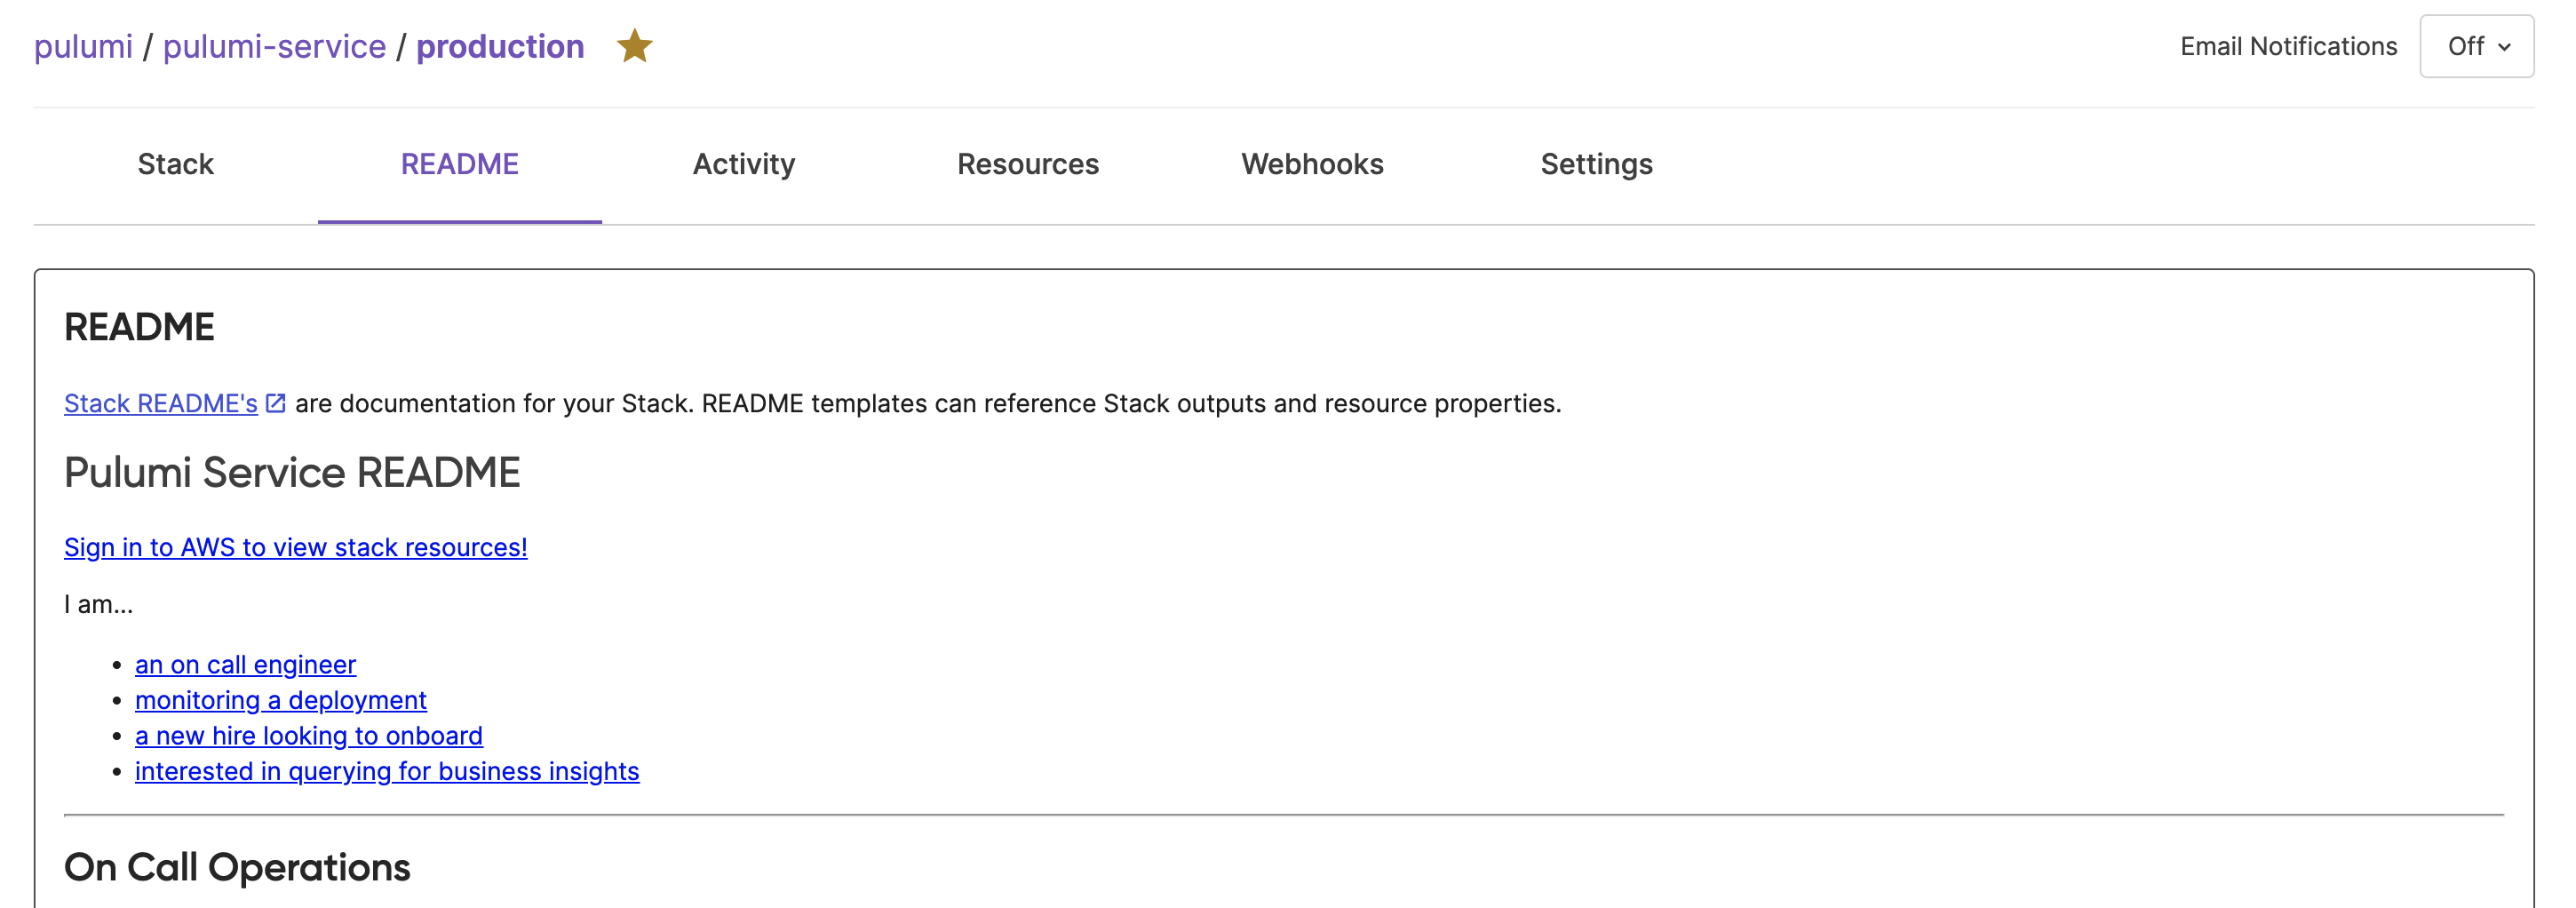 pulumi / pulumi-service / production
Email Notifications Off
Stack README Activity Resources Webhooks Settings
README
Stack README's are documentation for your Stack. README templates can reference Stack outputs and resource properties.
Pulumi Service README
Sign in to AWS to view stack resources!
I am...
an on call engineer
monitoring a deployment
a new hire looking to onboard
interested in querying for business insights
On Call Operations